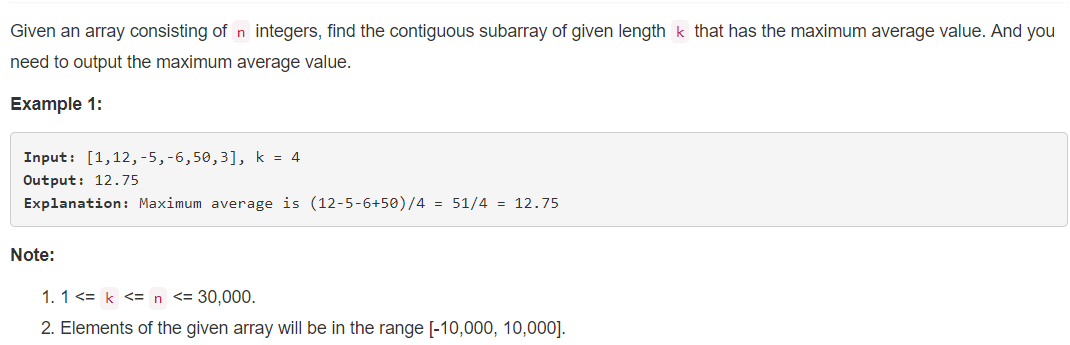 Given an array consisting of n integers, find the contiguous subarray of given length k that has the maximum average value. And you
need to output the maximum average value.
Example 1:
Input: [1,12,-5,-6,50,3], k = 4
Output: 12.75
Explanation: Maximum average is (12-5-6+50)/4 = 51/4 = 12.75
Note:
1. 1 <= k <= n <= 30,000.
2. Elements of the given array will be in the range [-10,000, 10,000].